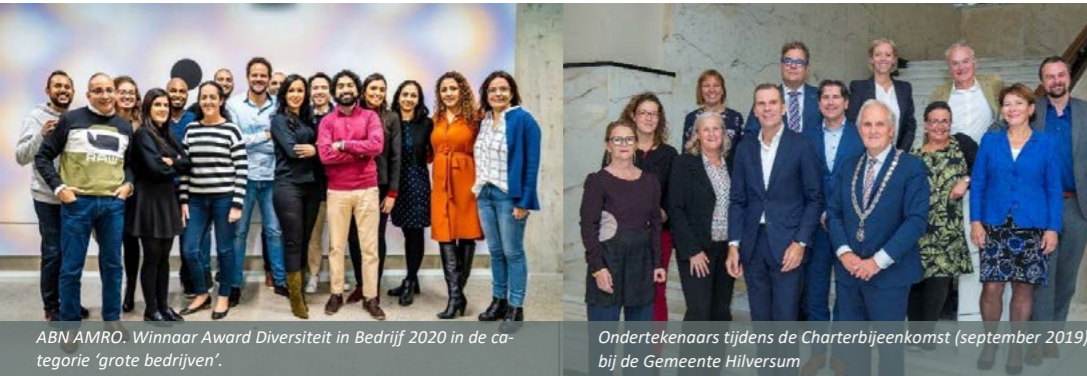 RAW
ABN AMRO. Winnaar Award Diversiteit in Bedrijf 2020 in de ca-
tegorie ‘grote bedrijven’.
Ondertekenaars tijdens de Charterbijeenkomst (september 2019)
bij de Gemeente Hilversum